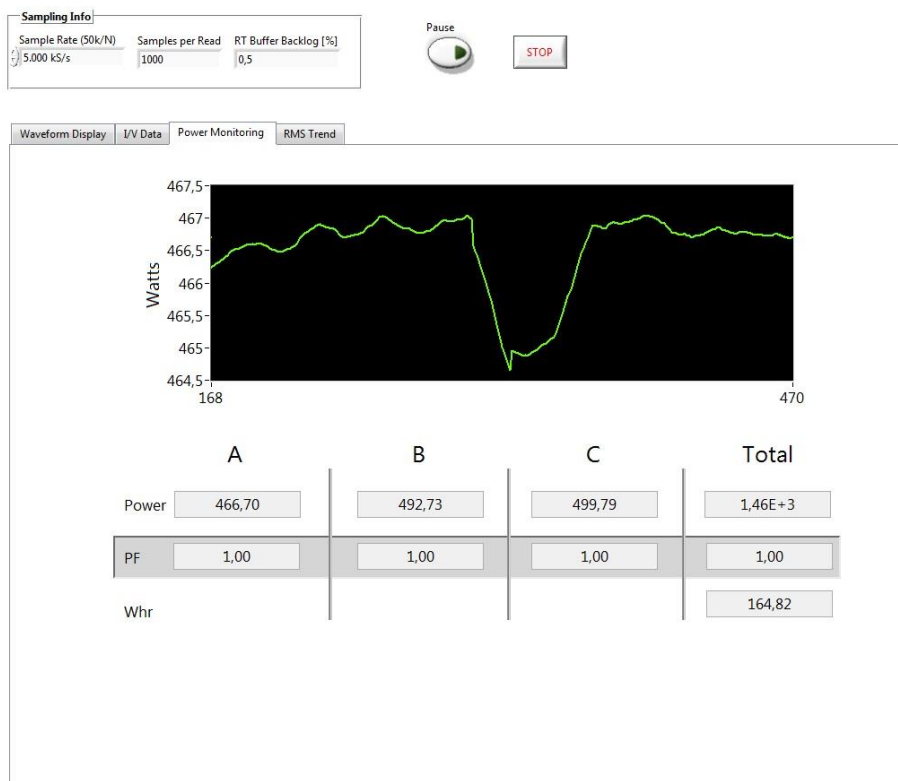 Sampling Info
Sample Rate (50k/N) Samples per Read RT Buffer Backlog [%]
5.000 kS/s 1000 0,5
Pause
STOP
Waveform Display I/V Data Power Monitoring RMS Trend
467,5
467
466,5
466
465,5
465
464,5
Watts
168 470
A B C Total
Power 466,70 492,73 499,79 1,46E+3
PF 1,00 1,00 1,00 1,00
Whr 164,82